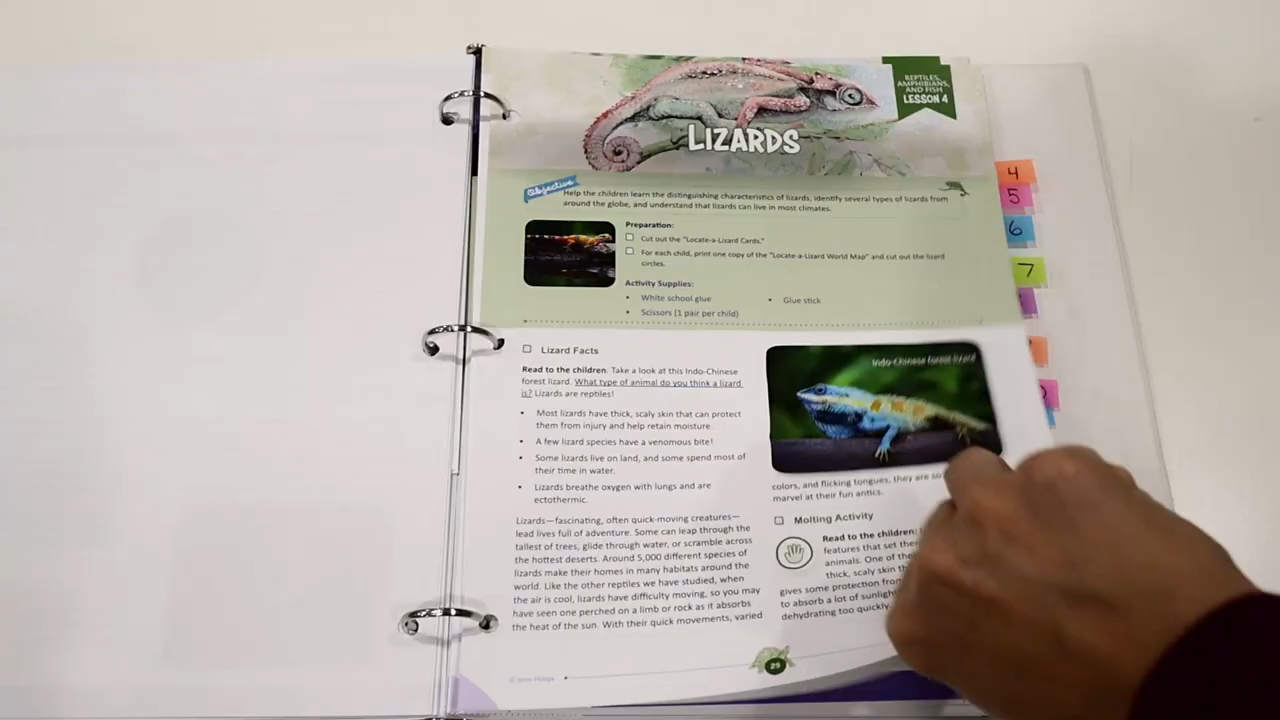 REPTILES,
AMPHIBIANS,
AND FISH
LESSON 4
LIZARDS
Objective
Help the children learn the distinguishing characteristics of lizards, identify several types of lizards from
around the globe, and understand that lizards can live in most climates.
Preparation:
Cut out the "Locate-a-Lizard Cards."
For each child, print one copy of the "Locate-a-Lizard World Map" and cut out the lizard
circles.
Activity Supplies:
• White school glue
• Scissors (1 pair per child)
• Glue stick
Lizard Facts
Read to the children: Take a look at this Indo-Chinese
forest lizard. What type of animal do you think a lizard
is? Lizards are reptiles!
• Most lizards have thick, scaly skin that can protect
them from injury and help retain moisture.
• A few lizard species have a venomous bite!
• Some lizards live on land, and some spend most of
their time in water.
• Lizards breathe oxygen with lungs and are
ectothermic.
Lizards—fascinating, often quick-moving creatures—
lead lives full of adventure. Some can leap through the
tallest of trees, glide through water, or scramble across
the hottest deserts. Around 5,000 different species of
lizards make their homes in many habitats around the
world. Like the other reptiles we have studied, when
the air is cool, lizards have difficulty moving, so you may
have seen one perched on a limb or rock as it absorbs
the heat of the sun. With their quick movements, varied
Indo-Chinese forest lizard
colors, and flicking tongues, they are
marvel at their fun antics.
Molting Activity
Read to the children:
features that set
animals. One of
thick, scaly skin
gives some protection from
to absorb a lot of sunlight
dehydrating too quickly.
29
4
5
6
7